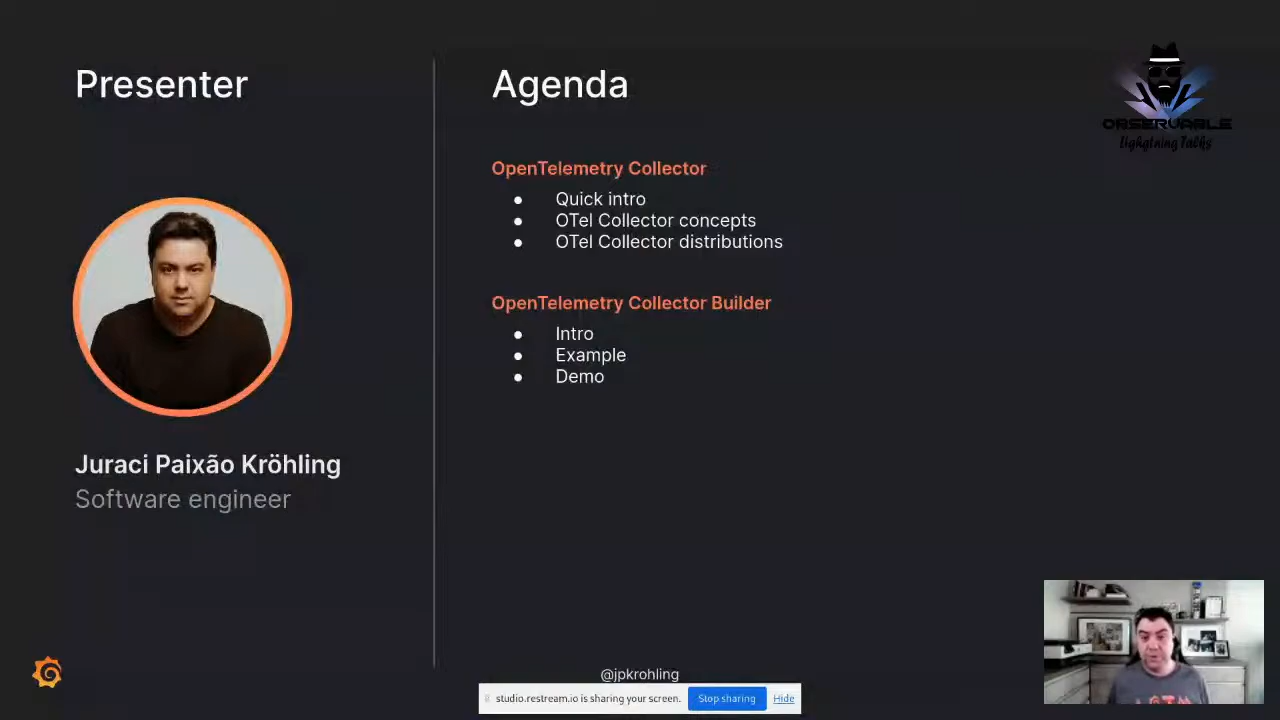 Presenter
Juraci Paixão Kröhling
Software engineer
Agenda
OpenTelemetry Collector
● Quick intro
● OTel Collector concepts
● OTel Collector distributions
OpenTelemetry Collector Builder
● Intro
● Example
● Demo
OBSERVABLE
Lighgtning Talks
@jpkrohling
studio.restream.io is sharing your screen.
Stop sharing
Hide